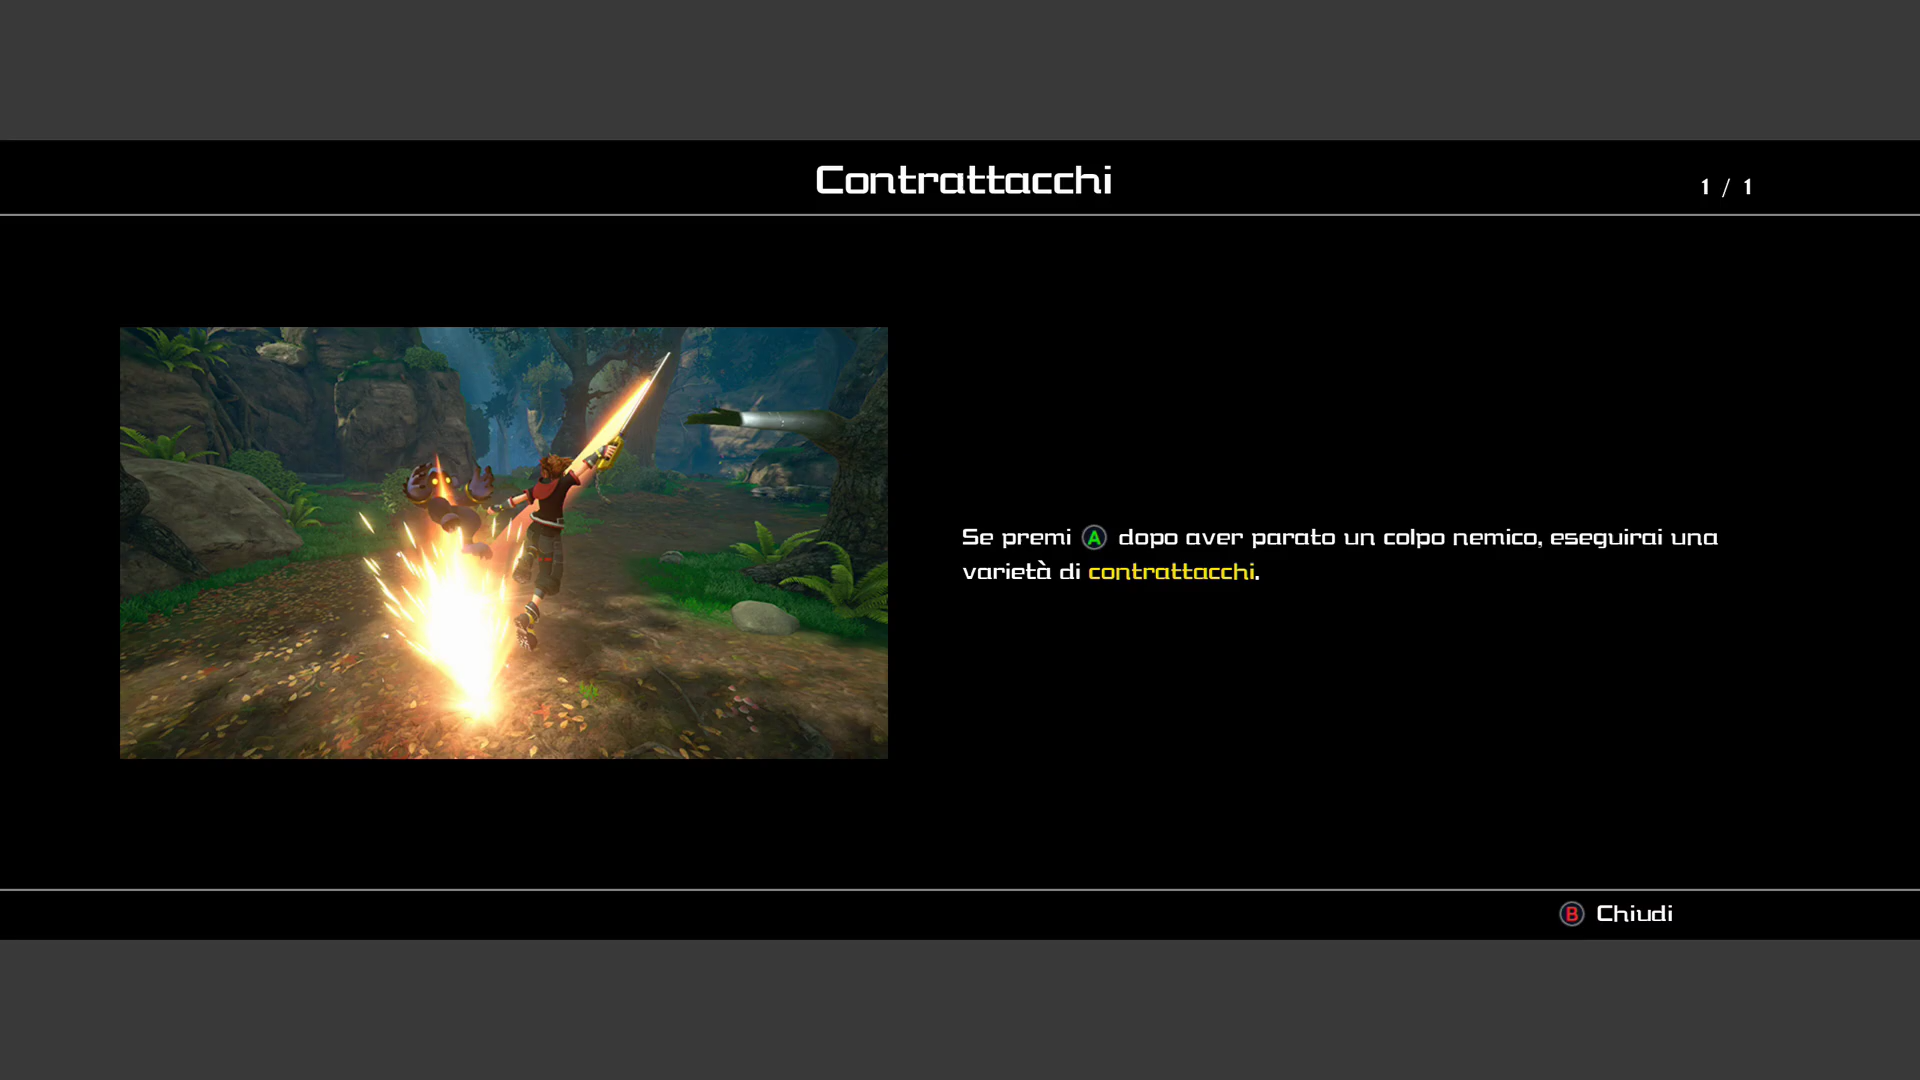 Contrattacchi
1 / 1
Se premi A dopo aver parato un colpo nemico, eseguirai una
varietà di contrattacchi.
B Chiudi